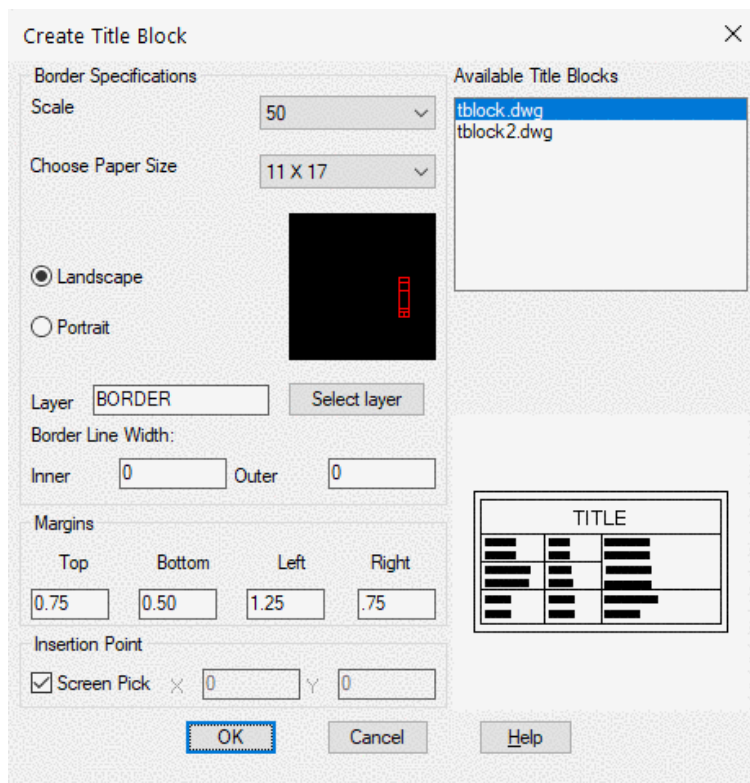 Create Title Block
Border Specifications
Scale
50
Choose Paper Size
11 X 17
Landscape
Portrait
Layer
BORDER
Select layer
Border Line Width:
Inner
0
Outer
0
Margins
Top
Bottom
Left
Right
0.75
0.50
1.25
.75
Insertion Point
Screen Pick
X
0
Y
0
Available Title Blocks
tblock.dwg
tblock2.dwg
TITLE
OK
Cancel
Help